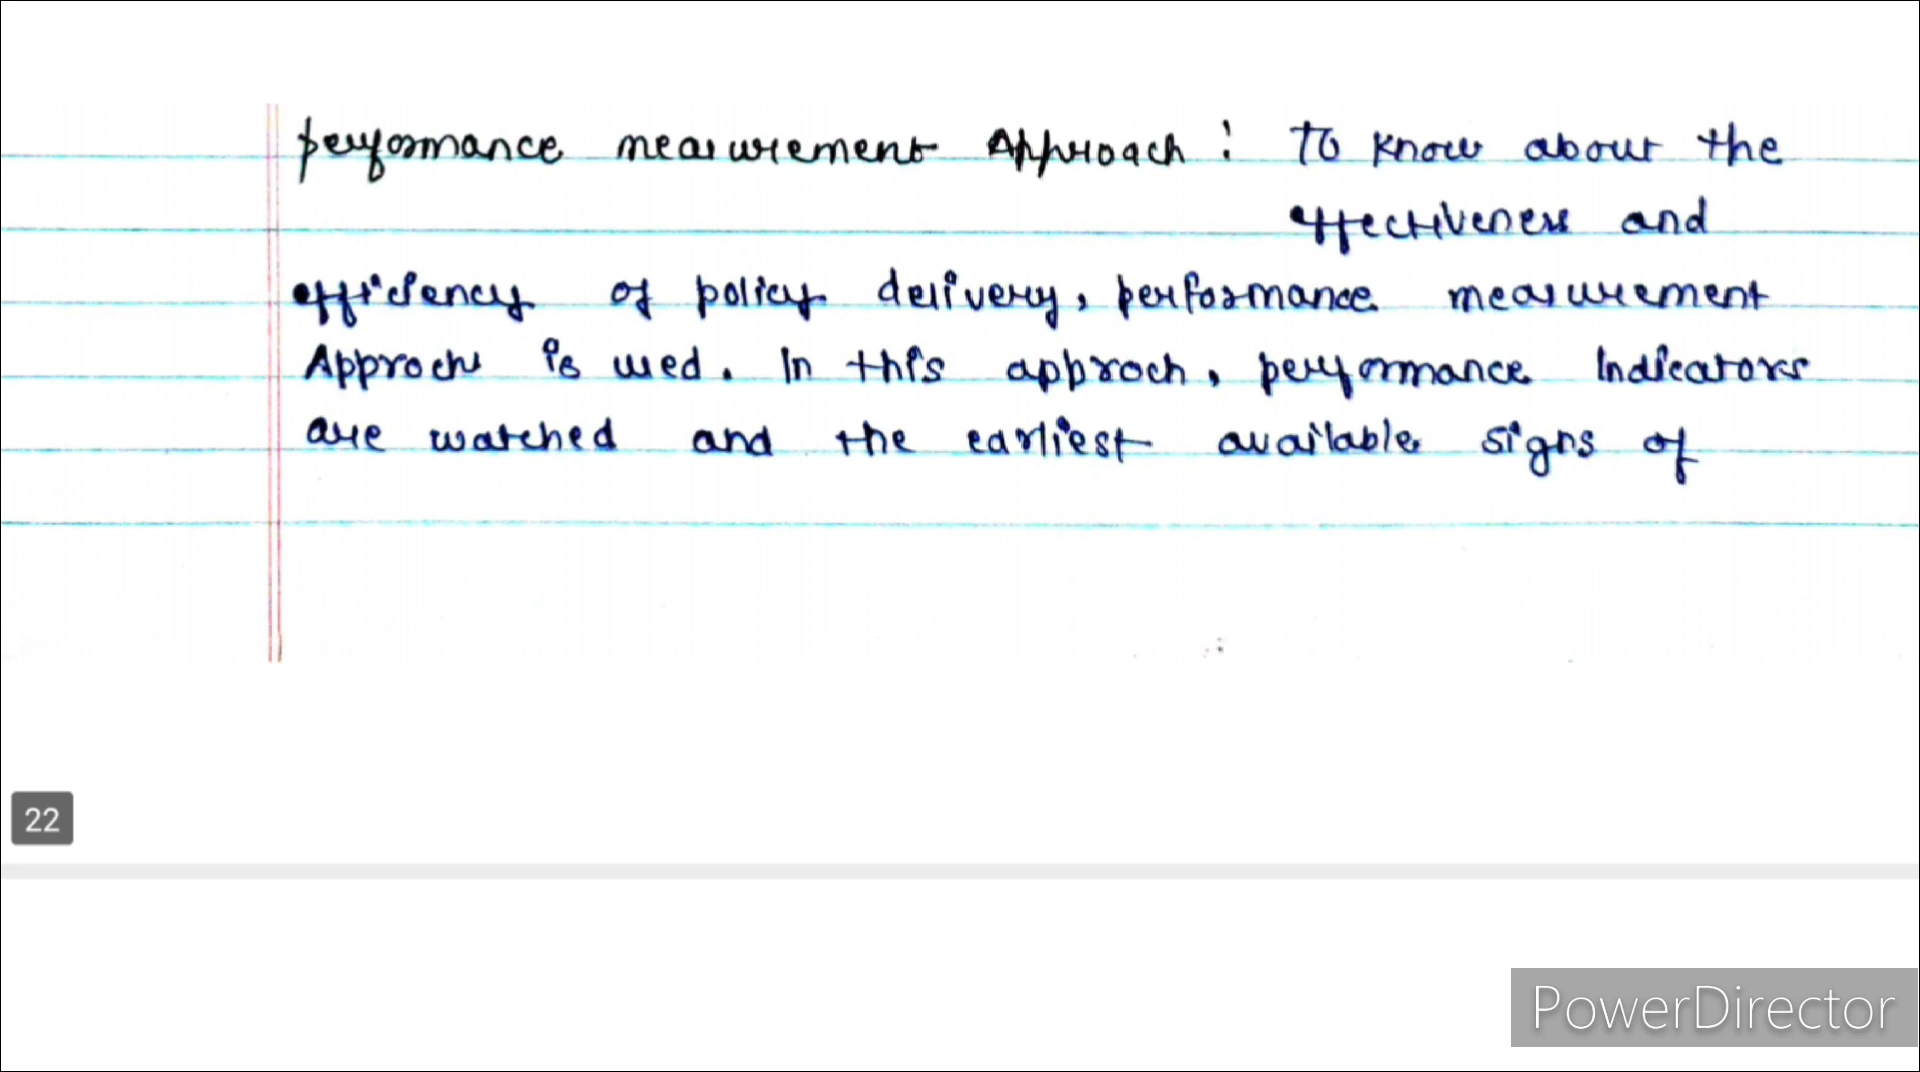 performance measurement Approach : To know about the
effectiveness and
efficiency of policy delivery, performance measurement
Approch is used. In this approch, performance Indicators
are watched and the earliest available signs of
22
PowerDirector